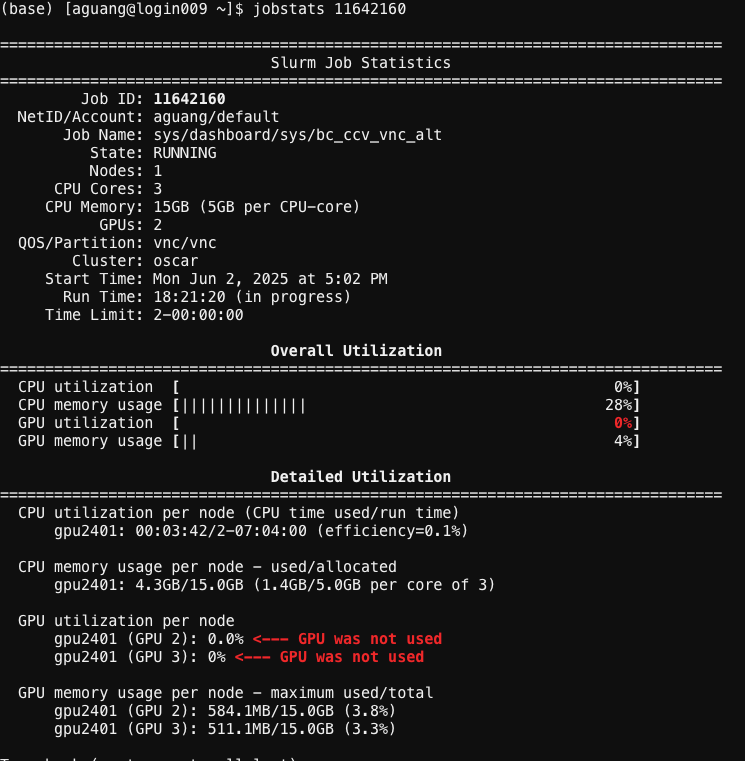 (base) [aguang@login009 ~]$ jobstats 11642160
================================================================================
Slurm Job Statistics
================================================================================
Job ID: 11642160
NetID/Account: aguang/default
Job Name: sys/dashboard/sys/bc_ccv_vnc_alt
State: RUNNING
Nodes: 1
CPU Cores: 3
CPU Memory: 15GB (5GB per CPU-core)
GPUs: 2
QOS/Partition: vnc/vnc
Cluster: oscar
Start Time: Mon Jun 2, 2025 at 5:02 PM
Run Time: 18:21:20 (in progress)
Time Limit: 2-00:00:00
Overall Utilization
================================================================================
CPU utilization [ 0%]
CPU memory usage [|||||||||||||| 28%]
GPU utilization [ 0%]
GPU memory usage [|| 4%]
Detailed Utilization
================================================================================
CPU utilization per node (CPU time used/run time)
gpu2401: 00:03:42/2-07:04:00 (efficiency=0.1%)
CPU memory usage per node - used/allocated
gpu2401: 4.3GB/15.0GB (1.4GB/5.0GB per core of 3)
GPU utilization per node
gpu2401 (GPU 2): 0.0% <--- GPU was not used
gpu2401 (GPU 3): 0% <--- GPU was not used
GPU memory usage per node - maximum used/total
gpu2401 (GPU 2): 584.1MB/15.0GB (3.8%)
gpu2401 (GPU 3): 511.1MB/15.0GB (3.3%)